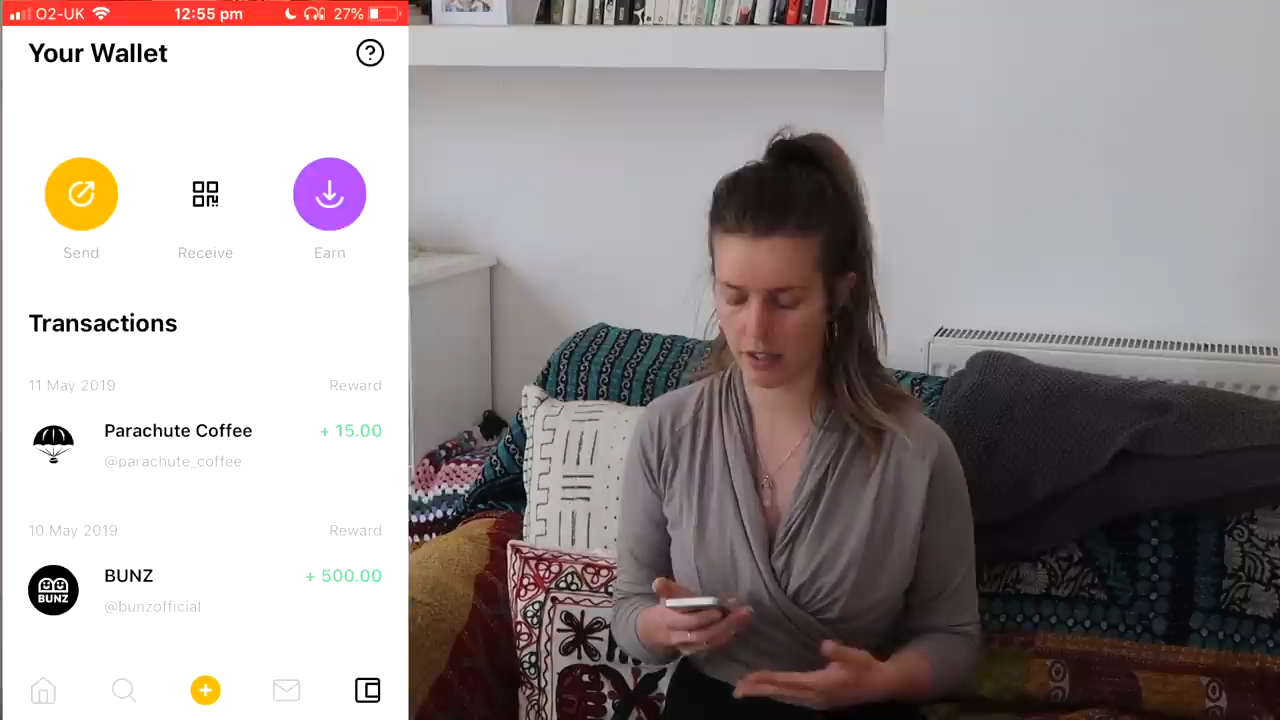 O2-UK 12:55 pm 27%
Your Wallet
Send Receive Earn
Transactions
11 May 2019 Reward
Parachute Coffee + 15.00
@parachute_coffee
10 May 2019 Reward
BUNZ + 500.00
BUNZ
@bunzofficial